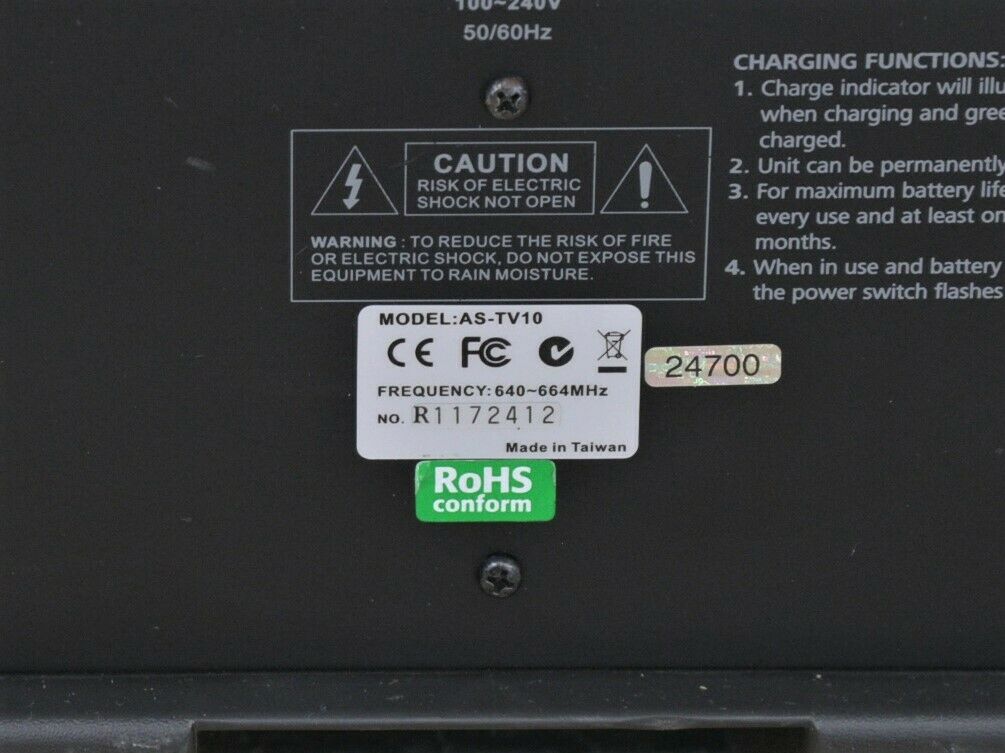 100~240V
50/60Hz
CAUTION
RISK OF ELECTRIC
SHOCK NOT OPEN
WARNING : TO REDUCE THE RISK OF FIRE
OR ELECTRIC SHOCK, DO NOT EXPOSE THIS
EQUIPMENT TO RAIN MOISTURE.
CHARGING FUNCTIONS:
1. Charge indicator will illu
when charging and gree
charged.
2. Unit can be permanently
3. For maximum battery life
every use and at least on
months.
4. When in use and battery
the power switch flashes
MODEL:AS-TV10
CE FC
FREQUENCY: 640~664MHz
NO. R1172412
Made in Taiwan
24700
RoHS
conform